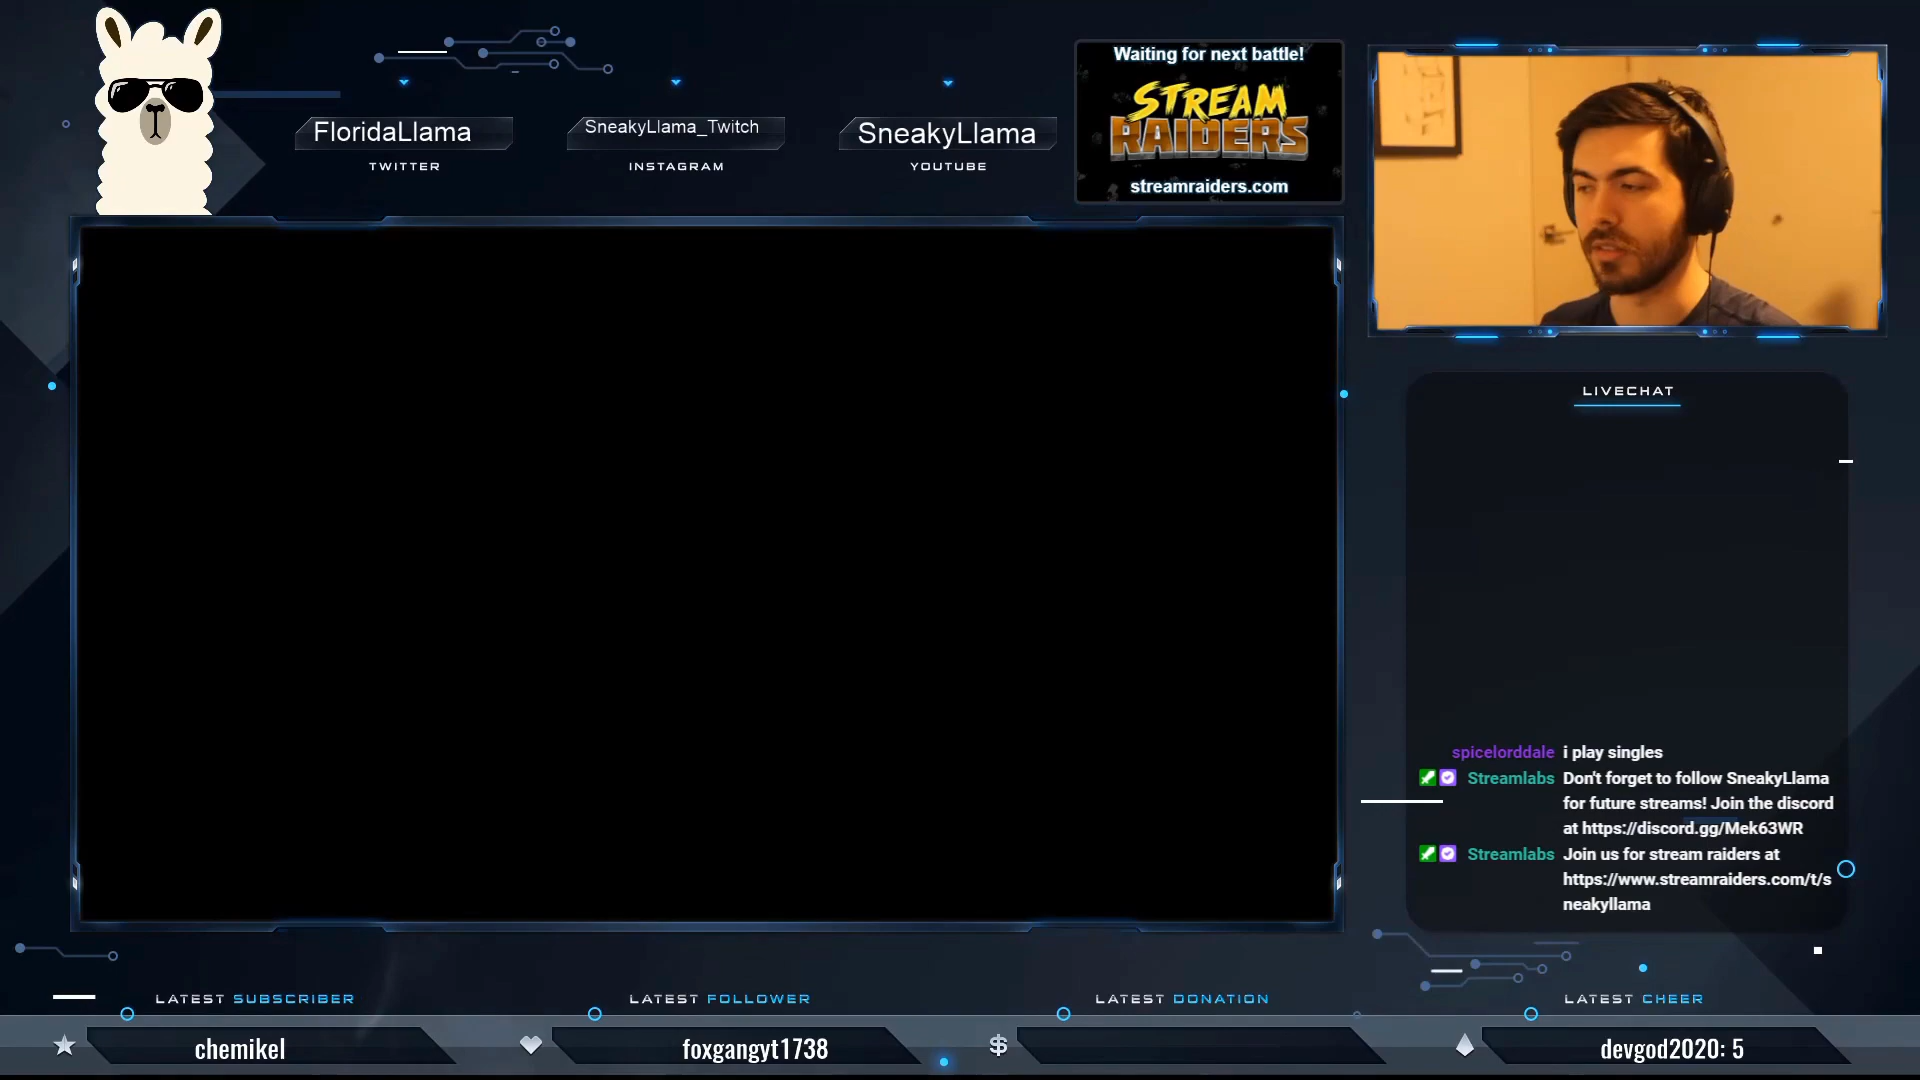 FloridaLlama
TWITTER
SneakyLlama_Twitch
INSTAGRAM
SneakyLlama
YOUTUBE
Waiting for next battle!
STREAM
RAIDERS
streamraiders.com
LIVECHAT
spicelorddale i play singles
Streamlabs Don't forget to follow SneakyLlama
for future streams! Join the discord
at https://discord.gg/Mek63WR
Streamlabs Join us for stream raiders at
https://www.streamraiders.com/t/s
neakyllama
LATEST SUBSCRIBER
chemikel
LATEST FOLLOWER
foxgangyt1738
LATEST DONATION
$
LATEST CHEER
devgod2020: 5